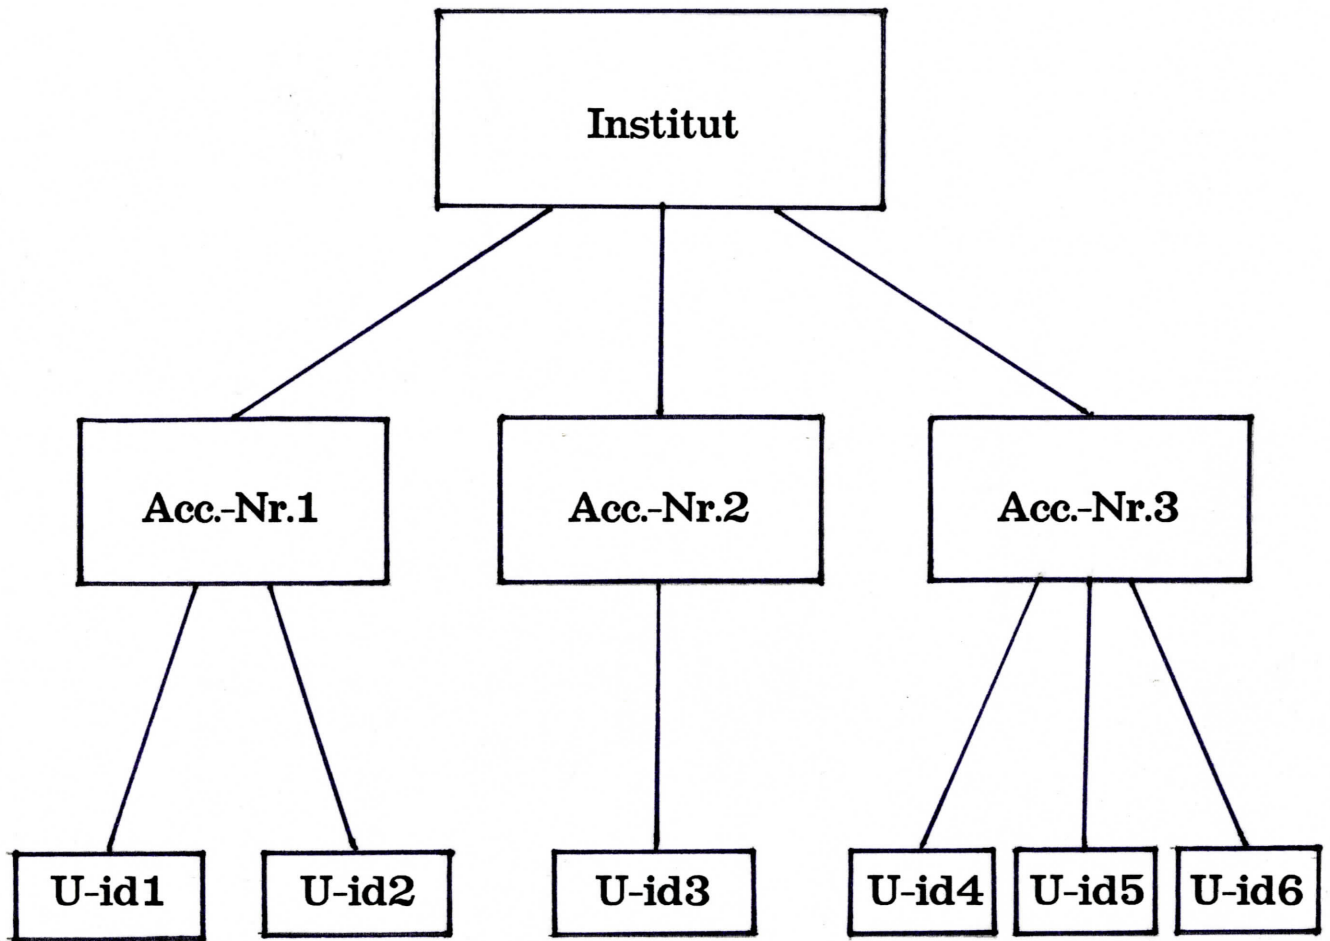 Institut
Acc.-Nr.1
Acc.-Nr.2
Acc.-Nr.3
U-id1
U-id2
U-id3
U-id4
U-id5
U-id6